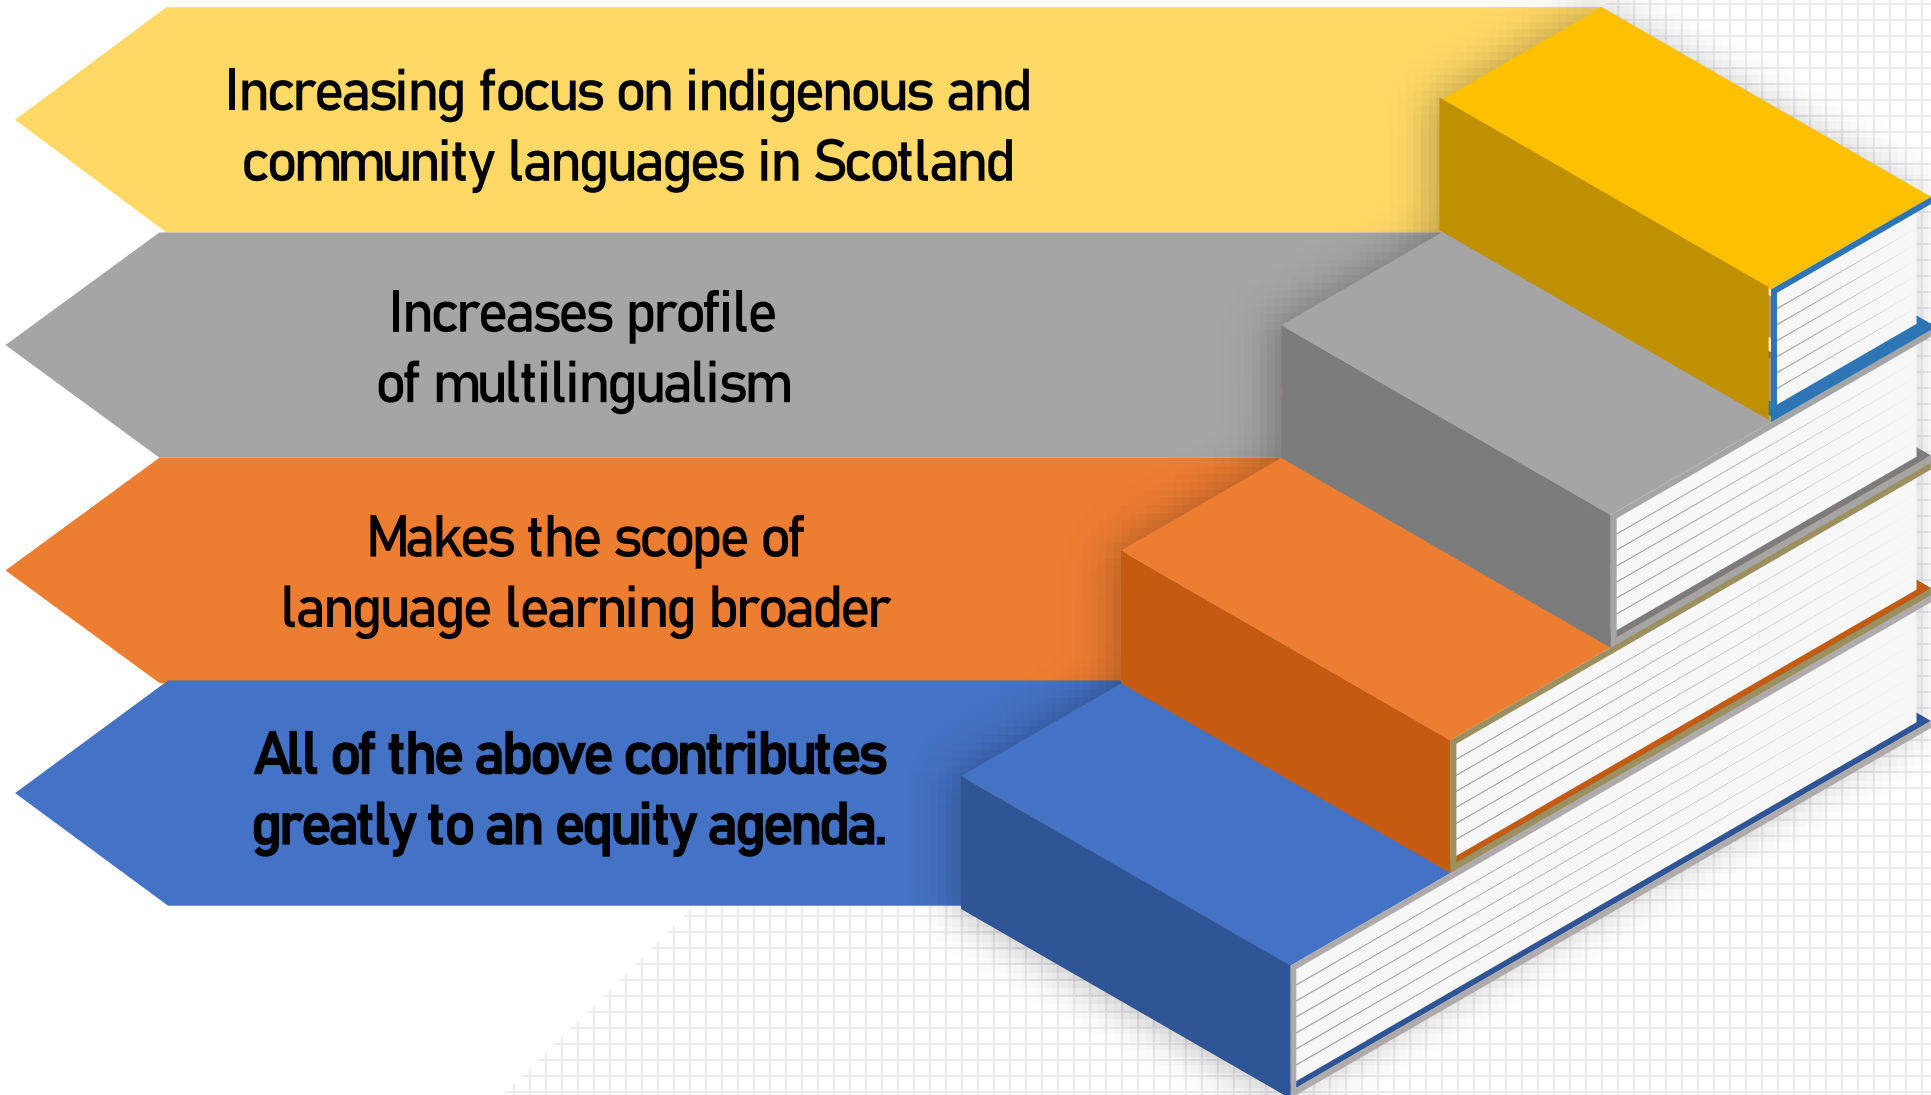 Increasing focus on indigenous and
community languages in Scotland
Increases profile
of multilingualism
Makes the scope of
language learning broader
All of the above contributes
greatly to an equity agenda.